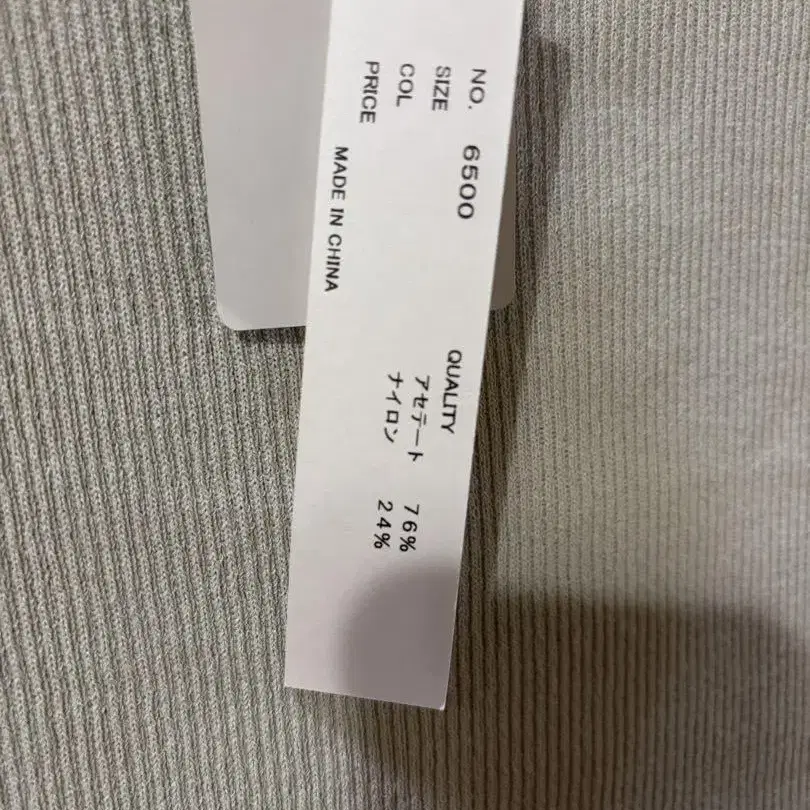 NO. 6500
SIZE
COL
PRICE
MADE IN CHINA
QUALITY
アセテート 76%
ナイロン 24%